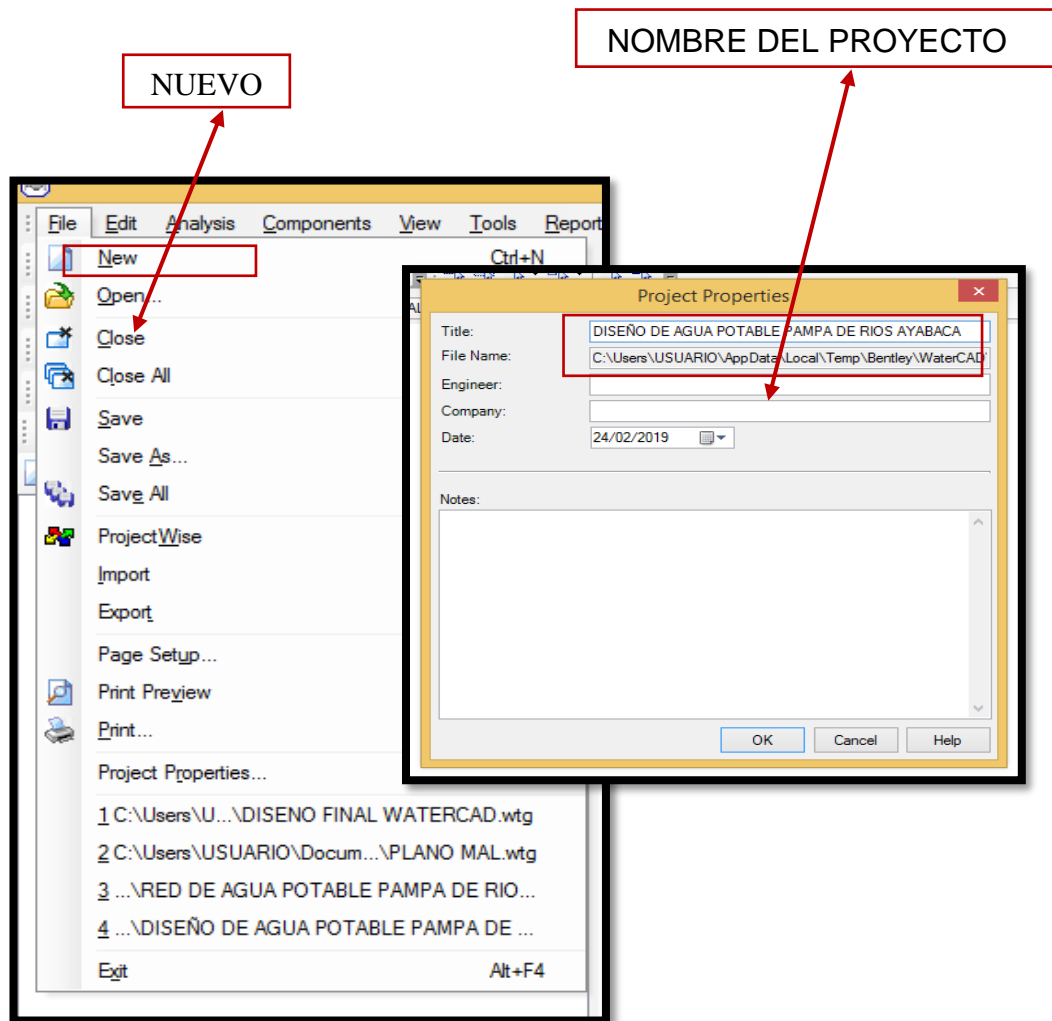 NOMBRE DEL PROYECTO
NUEVO
File Edit Analysis Components View Tools Report
New Ctrl+N
Open...
Close
Close All
Save
Save As...
Save All
ProjectWise
Import
Export
Page Setup...
Print Preview
Print...
Project Properties...
1 C:\Users\U...\DISENO FINAL WATERCAD.wtg
2 C:\Users\USUARIO\Docum...\PLANO MAL.wtg
3 ...\RED DE AGUA POTABLE PAMPA DE RIO...
4 ...\DISEÑO DE AGUA POTABLE PAMPA DE ...
Exit Alt+F4
Project Properties
Title: DISEÑO DE AGUA POTABLE PAMPA DE RIOS AYABACA
File Name: C:\Users\USUARIO\AppData\Local\Temp\Bentley\WaterCAD
Engineer:
Company:
Date: 24/02/2019
Notes:
OK Cancel Help